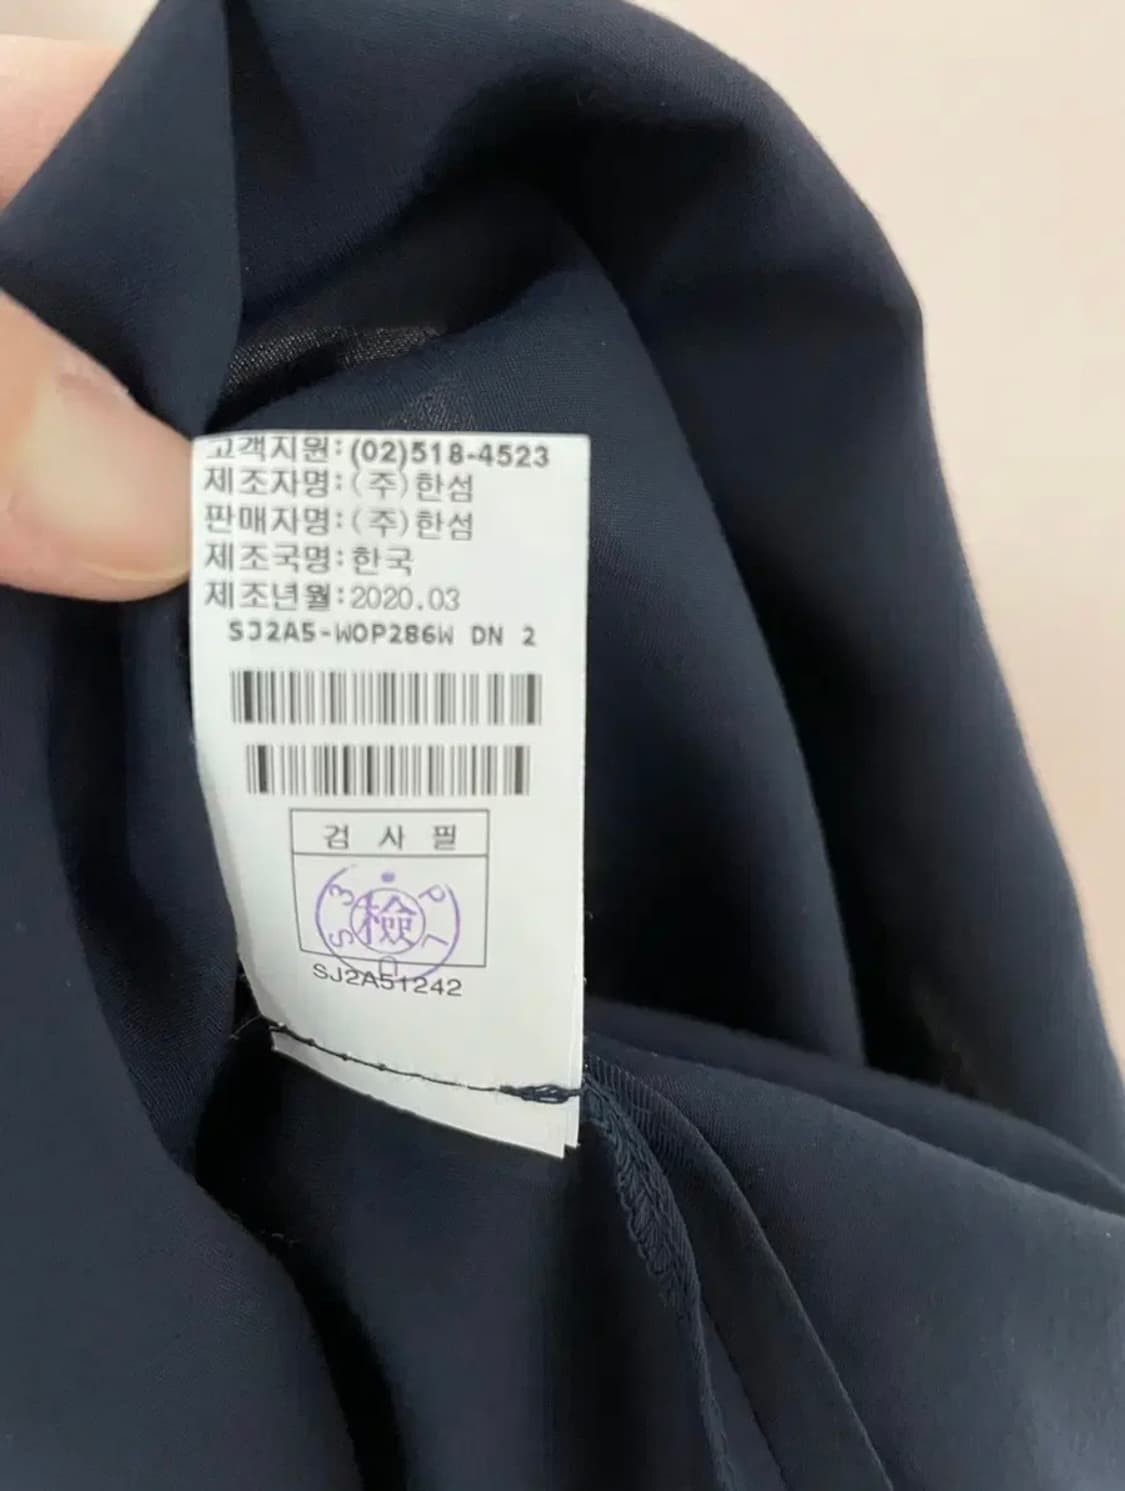 고객지원:(02)518-4523
제조자명:(주)한섬
판매자명:(주)한섬
제조국명:한국
제조년월:2020.03
SJ2A5-WOP286W DN 2
검 사 필
檢
SJ2A51242